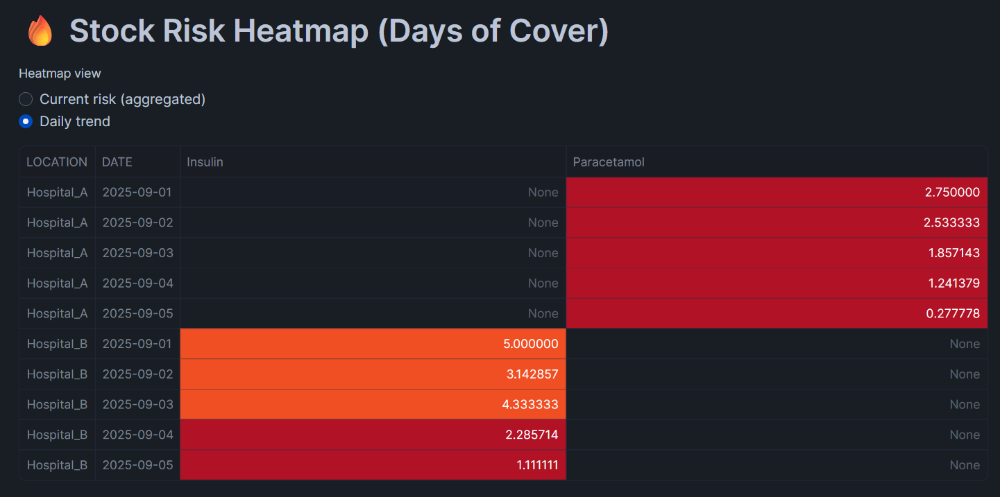 🔥 Stock Risk Heatmap (Days of Cover)
Heatmap view
Current risk (aggregated)
Daily trend
LOCATION DATE Insulin Paracetamol
Hospital_A 2025-09-01 None 2.750000
Hospital_A 2025-09-02 None 2.533333
Hospital_A 2025-09-03 None 1.857143
Hospital_A 2025-09-04 None 1.241379
Hospital_A 2025-09-05 None 0.277778
Hospital_B 2025-09-01 5.000000 None
Hospital_B 2025-09-02 3.142857 None
Hospital_B 2025-09-03 4.333333 None
Hospital_B 2025-09-04 2.285714 None
Hospital_B 2025-09-05 1.111111 None